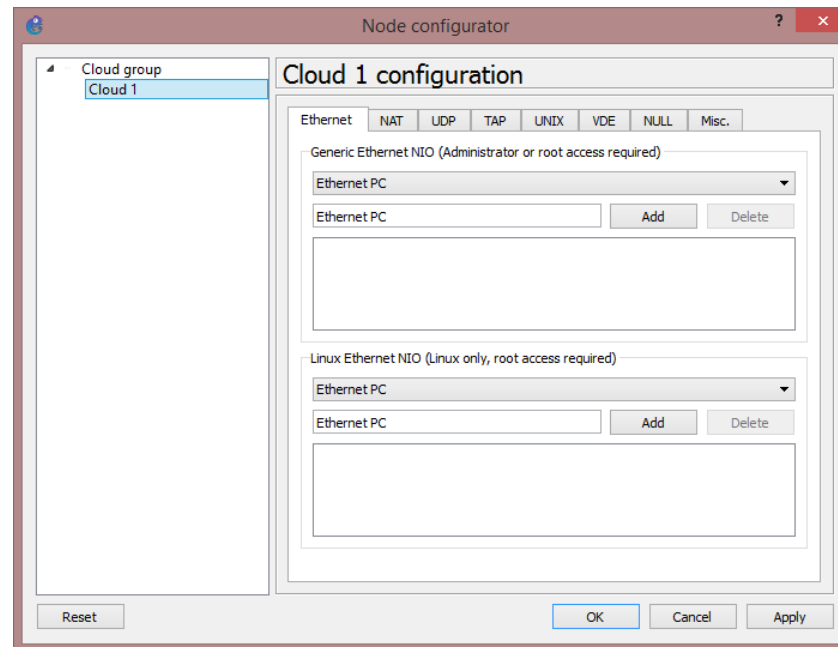 Node configurator
?
Cloud group
Cloud 1
Cloud 1 configuration
Ethernet NAT UDP TAP UNIX VDE NULL Misc.
Generic Ethernet NIO (Administrator or root access required)
Ethernet PC
Ethernet PC Add Delete
Linux Ethernet NIO (Linux only, root access required)
Ethernet PC
Ethernet PC Add Delete
Reset OK Cancel Apply